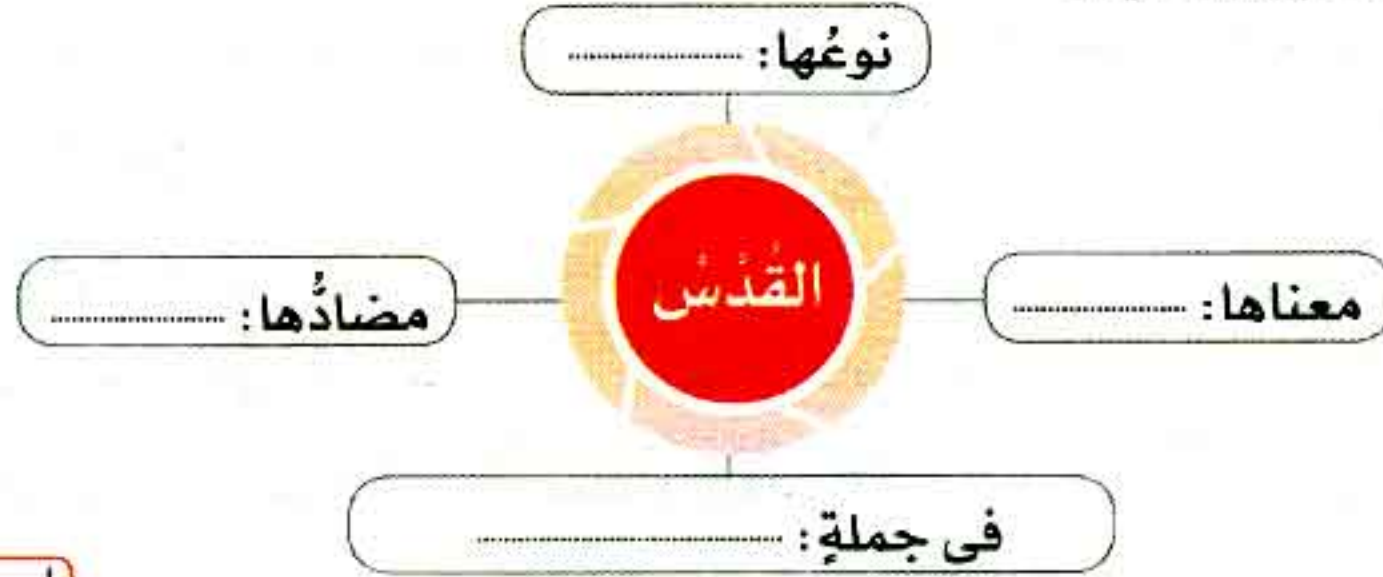 نوعُها: ..................
معناها: ..................
القُدْسُ
مضادُّها: ..................
فى جملةٍ: ................................